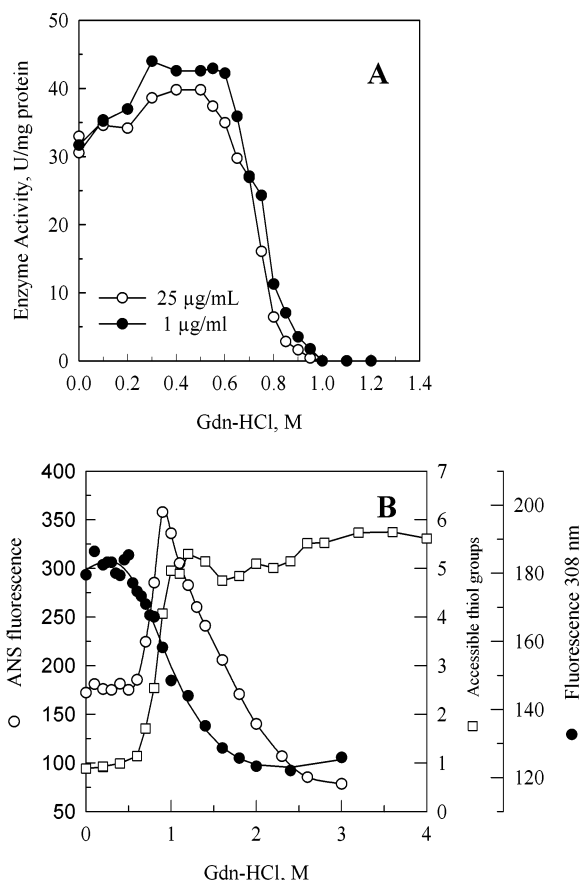 50
40
30
20
10
0
Enzyme Activity, U/mg protein
A
25 µg/mL
1 µg/ml
0.0 0.2 0.4 0.6 0.8 1.0 1.2 1.4
Gdn-HCl, M
400
350
300
250
200
150
100
50
ANS fluorescence
B
7
6
5
4
3
2
1
0
Accessible thiol groups
200
180
160
140
120
Fluorescence 308 nm
0 1 2 3 4
Gdn-HCl, M